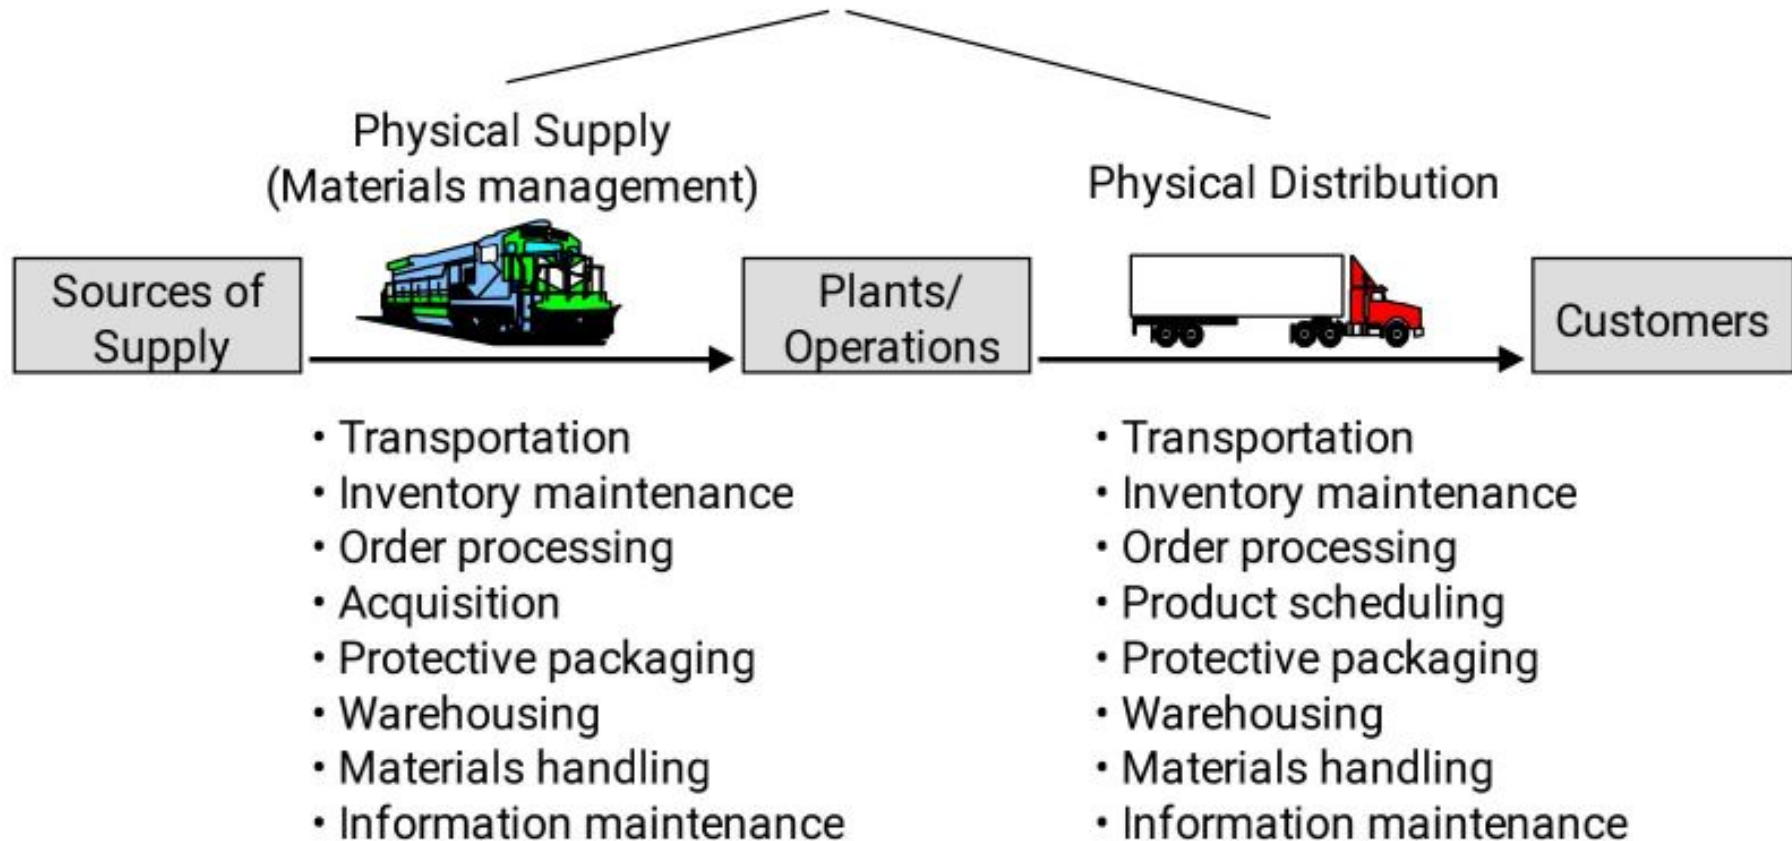 Physical Supply
(Materials management)
Physical Distribution
Sources of
Supply
Plants/
Operations
Customers
• Transportation
• Inventory maintenance
• Order processing
• Acquisition
• Protective packaging
• Warehousing
• Materials handling
• Information maintenance
• Transportation
• Inventory maintenance
• Order processing
• Product scheduling
• Protective packaging
• Warehousing
• Materials handling
• Information maintenance